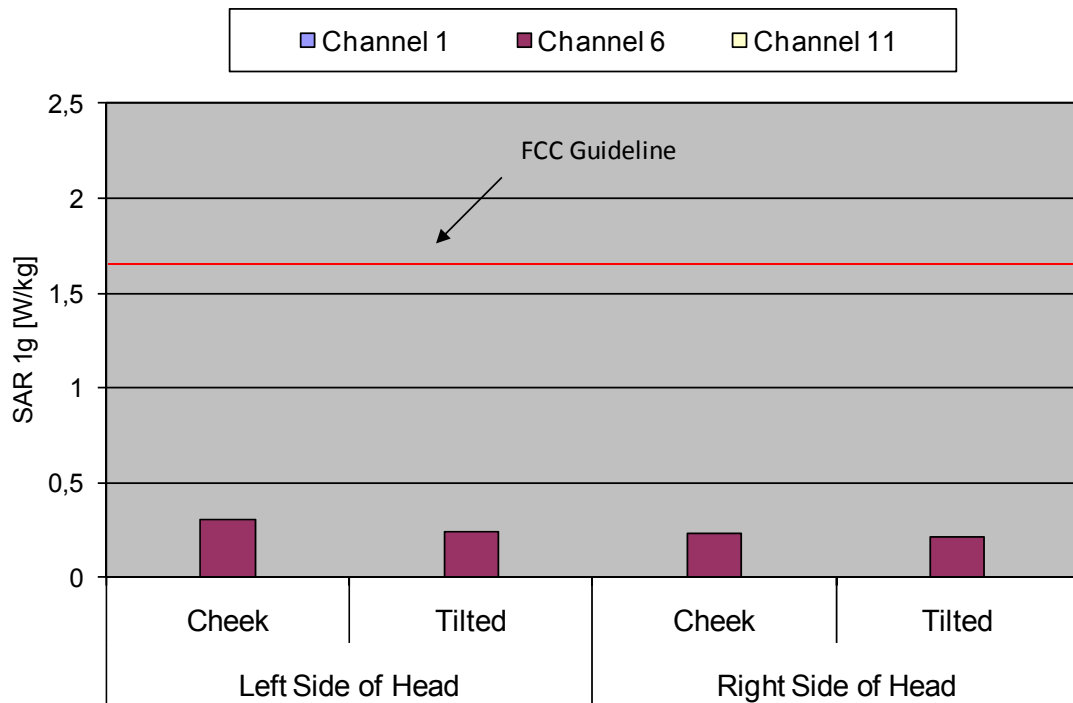 Channel 1 Channel 6 Channel 11
2,5
FCC Guideline
2
1,5
1
0,5
0
SAR 1g [W/kg]
Cheek Tilted Cheek Tilted
Left Side of Head Right Side of Head